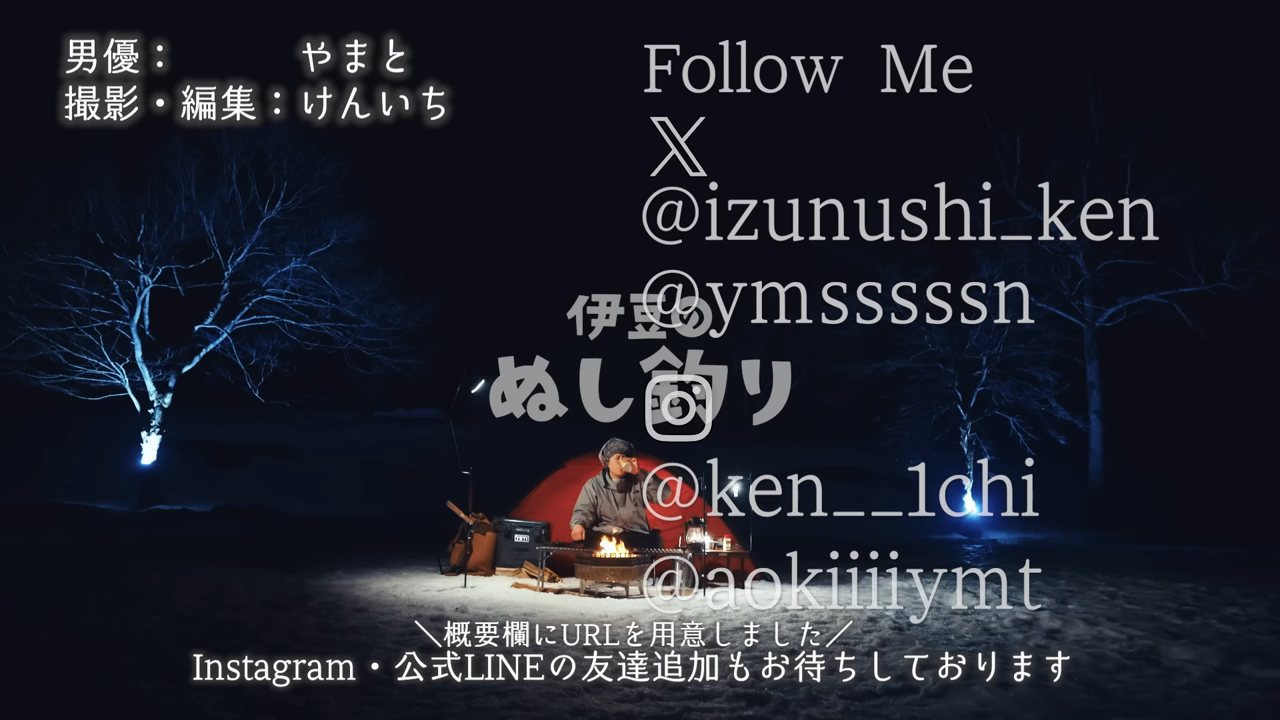 男優： やまと
撮影・編集：けんいち
Follow Me
@izunushi_ken
@ymsssssn
伊豆の
ぬし釣り
@ken__1chi
@aokiiiiymt
＼概要欄にURLを用意しました／
Instagram・公式LINEの友達追加もお待ちしております
YETI